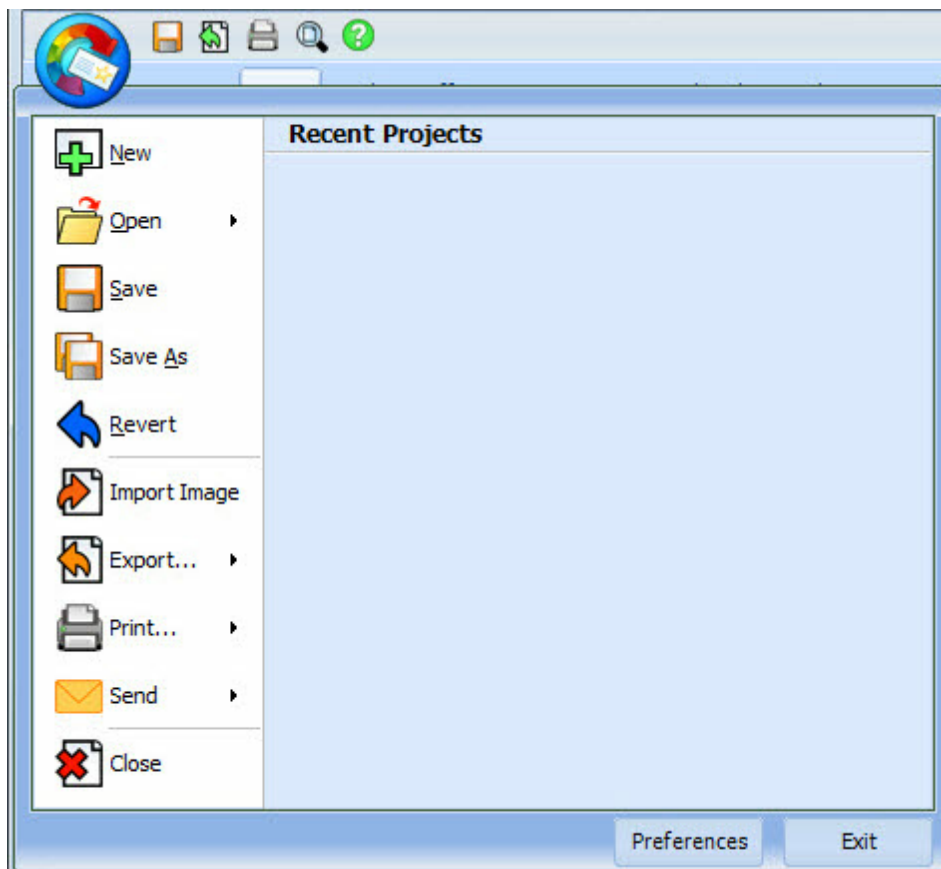 Recent Projects
New
Open
Save
Save As
Revert
Import Image
Export...
Print...
Send
Close
Preferences
Exit